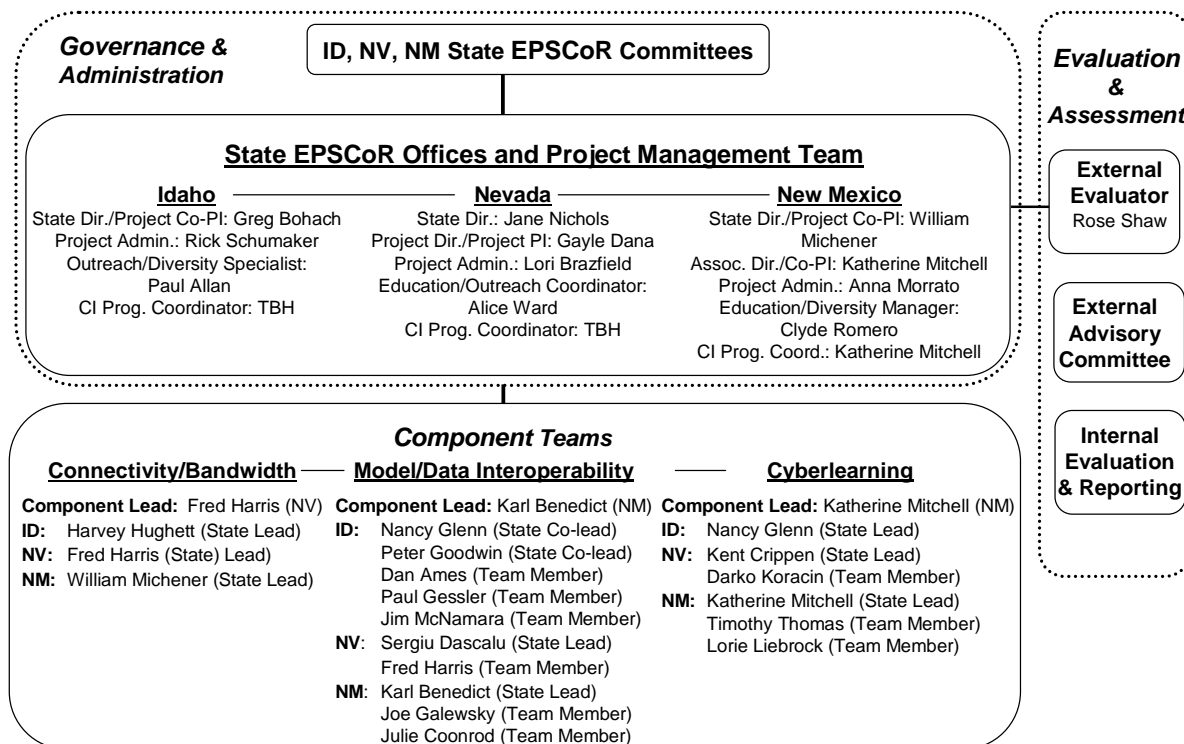 Governance &
Administration
ID, NV, NM State EPSCoR Committees
State EPSCoR Offices and Project Management Team
Idaho
State Dir./Project Co-PI: Greg Bohach
Project Admin.: Rick Schumaker
Outreach/Diversity Specialist:
Paul Allan
CI Prog. Coordinator: TBH
Nevada
State Dir.: Jane Nichols
Project Dir./Project PI: Gayle Dana
Project Admin.: Lori Brazfield
Education/Outreach Coordinator:
Alice Ward
CI Prog. Coordinator: TBH
New Mexico
State Dir./Project Co-PI: William
Michener
Assoc. Dir./Co-PI: Katherine Mitchell
Project Admin.: Anna Morrato
Education/Diversity Manager:
Clyde Romero
CI Prog. Coord.: Katherine Mitchell
Evaluation
&
Assessment
External
Evaluator
Rose Shaw
External
Advisory
Committee
Internal
Evaluation
& Reporting
Component Teams
Connectivity/Bandwidth
Component Lead: Fred Harris (NV)
ID: Harvey Hughett (State Lead)
NV: Fred Harris (State) Lead)
NM: William Michener (State Lead)
Model/Data Interoperability
Component Lead: Karl Benedict (NM)
ID: Nancy Glenn (State Co-lead)
Peter Goodwin (State Co-lead)
Dan Ames (Team Member)
Paul Gessler (Team Member)
Jim McNamara (Team Member)
NV: Sergiu Dascalu (State Lead)
Fred Harris (Team Member)
NM: Karl Benedict (State Lead)
Joe Galewsky (Team Member)
Julie Coonrod (Team Member)
Cyberlearning
Component Lead: Katherine Mitchell (NM)
ID: Nancy Glenn (State Lead)
NV: Kent Crippen (State Lead)
Darko Koracin (Team Member)
NM: Katherine Mitchell (State Lead)
Timothy Thomas (Team Member)
Lorie Liebrock (Team Member)